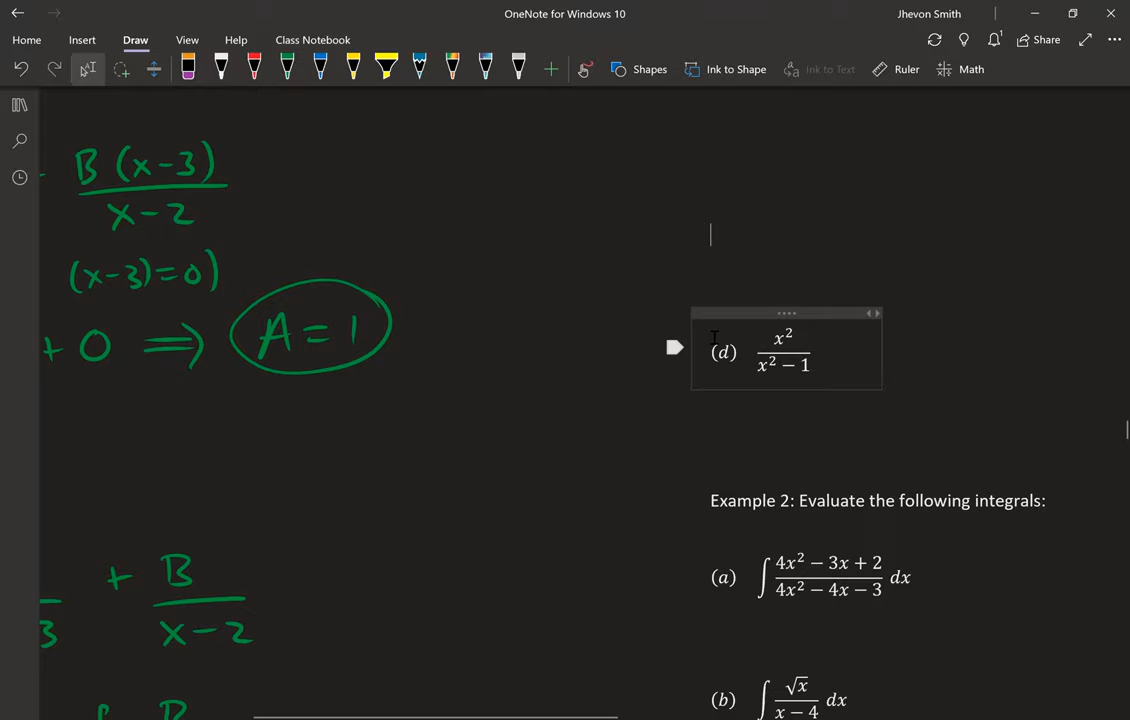 OneNote for Windows 10
Jhevon Smith
Home Insert Draw View Help Class Notebook
Share
Shapes Ink to Shape Ink to Text Ruler Math
B (x-3)
x-2
(x-3)=0)
+ 0 ⟹ A = 1
+ B
3 x-2
B
(d) x² / x² − 1
Example 2: Evaluate the following integrals:
(a) ∫ 4x² − 3x + 2 / 4x² − 4x − 3 dx
(b) ∫ √x / x − 4 dx